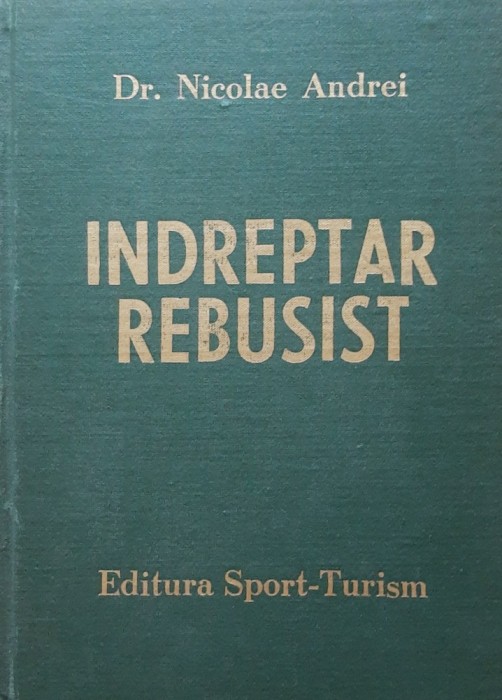 Dr. Nicolae Andrei
INDREPTAR
REBUSIST
Editura Sport-Turism